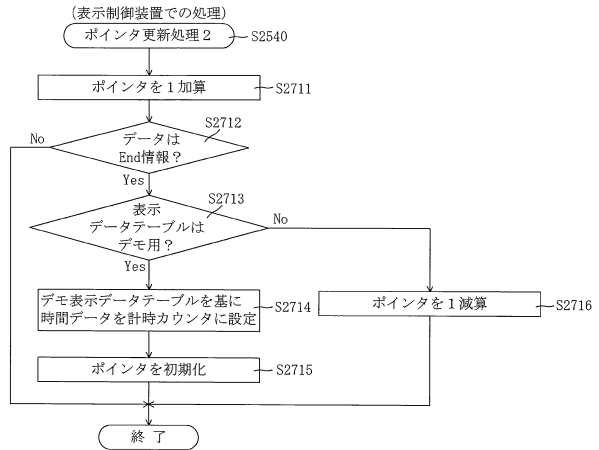 (表示制御装置での処理)
ポインタ更新処理2
S2540
ポインタを1加算
S2711
S2712
No
データは
End情報?
Yes
S2713
表示
データテーブルは
デモ用?
No
Yes
デモ表示データテーブルを基に
時間データを計時カウンタに設定
S2714
ポインタを1減算
S2716
ポインタを初期化
S2715
終了